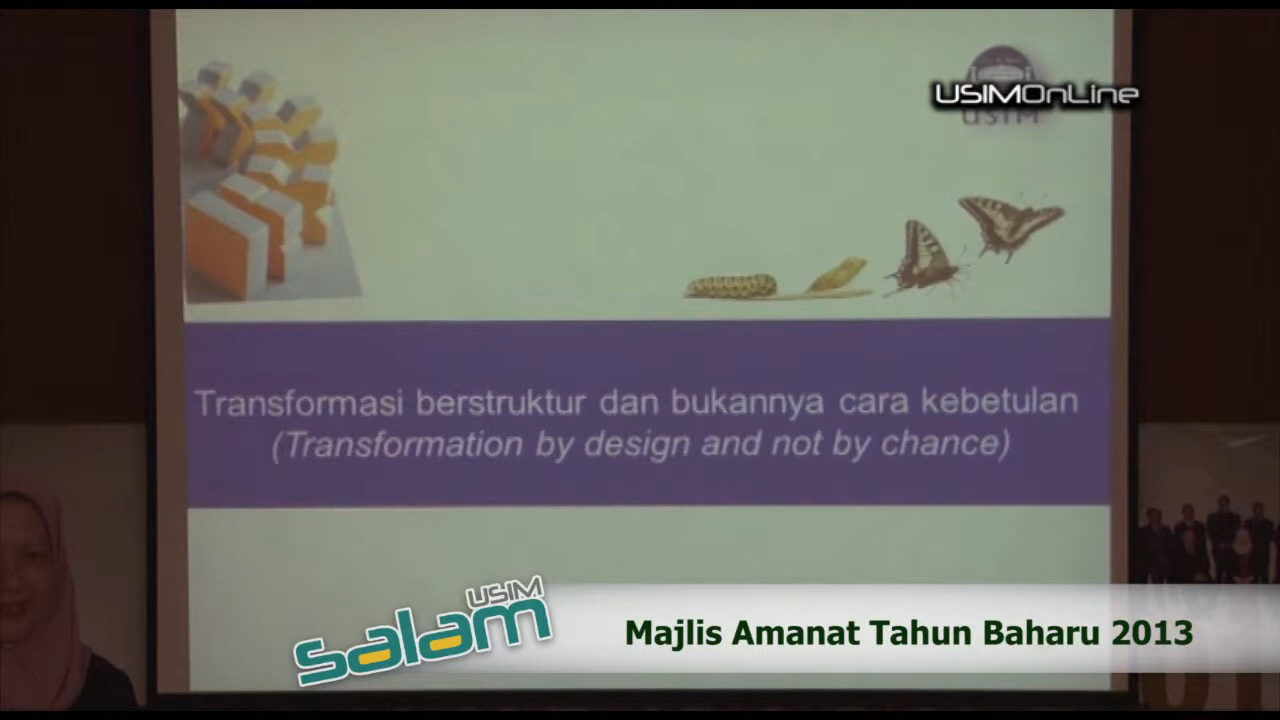 USIMOnLine
USIM
Transformasi berstruktur dan bukannya cara kebetulan
(Transformation by design and not by chance)
USIM
salam
Majlis Amanat Tahun Baharu 2013